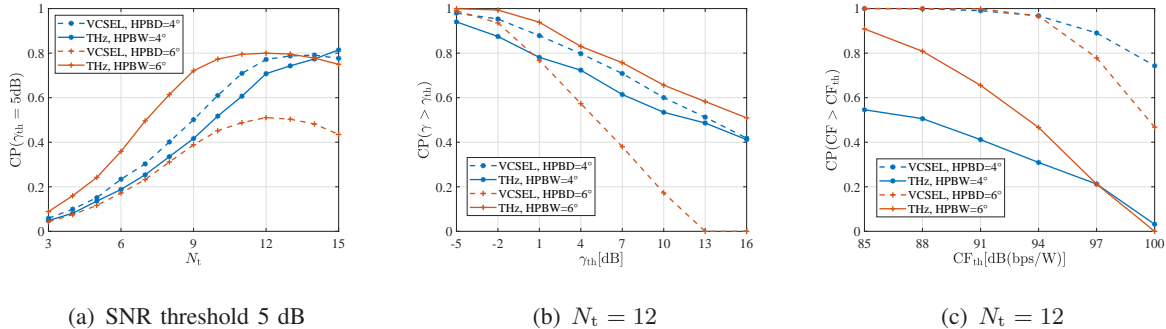 CP(γth = 5dB)
1
0.8
0.6
0.4
0.2
0
VCSEL, HPBD=4°
THz, HPBW=4°
VCSEL, HPBD=6°
THz, HPBW=6°
3 6 9 12 15
Nt
(a) SNR threshold 5 dB
CP(γ > γth)
1
0.8
0.6
0.4
0.2
0
VCSEL, HPBD=4°
THz, HPBW=4°
VCSEL, HPBD=6°
THz, HPBW=6°
-5 -2 1 4 7 10 13 16
γth[dB]
(b) Nt = 12
CP(CF > CFth)
1
0.8
0.6
0.4
0.2
0
VCSEL, HPBD=4°
THz, HPBW=4°
VCSEL, HPBD=6°
THz, HPBW=6°
85 88 91 94 97 100
CFth[dB(bps/W)]
(c) Nt = 12